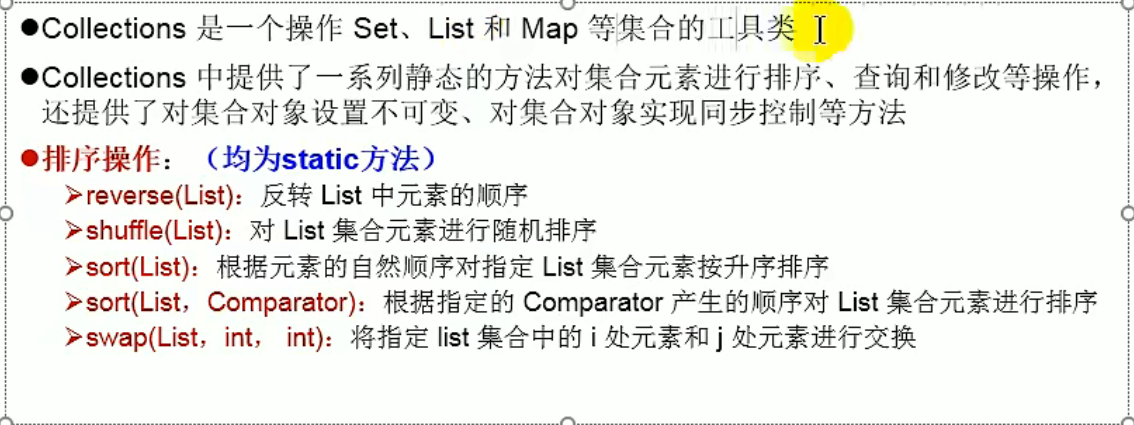 ●Collections 是一个操作 Set、List 和 Map 等集合的工具类
●Collections 中提供了一系列静态的方法对集合元素进行排序、查询和修改等操作，
还提供了对集合对象设置不可变、对集合对象实现同步控制等方法
●排序操作：（均为static方法）
➢reverse(List)：反转 List 中元素的顺序
➢shuffle(List)：对 List 集合元素进行随机排序
➢sort(List)：根据元素的自然顺序对指定 List 集合元素按升序排序
➢sort(List，Comparator)：根据指定的 Comparator 产生的顺序对 List 集合元素进行排序
➢swap(List，int， int)：将指定 list 集合中的 i 处元素和 j 处元素进行交换